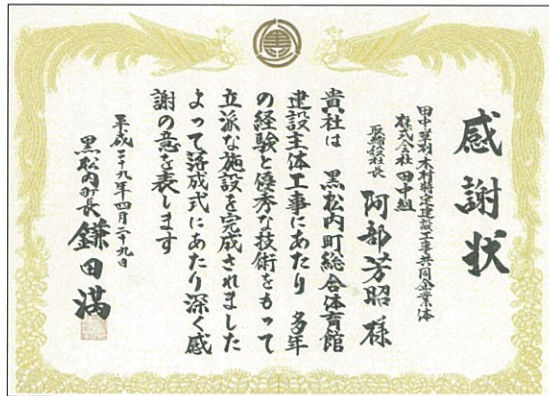 感謝状
田中・草刈・木村特定建設工事共同企業体
株式会社 田中組
取締役社長 阿部芳昭 様
貴社は 黒松内町総合体育館
建設主体工事にあたり 多年
の経験と優秀な技術をもって
立派な施設を完成されました
よって落成式にあたり深く感
謝の意を表します
平成二十九年四月二十九日
黒松内町長 鎌田満